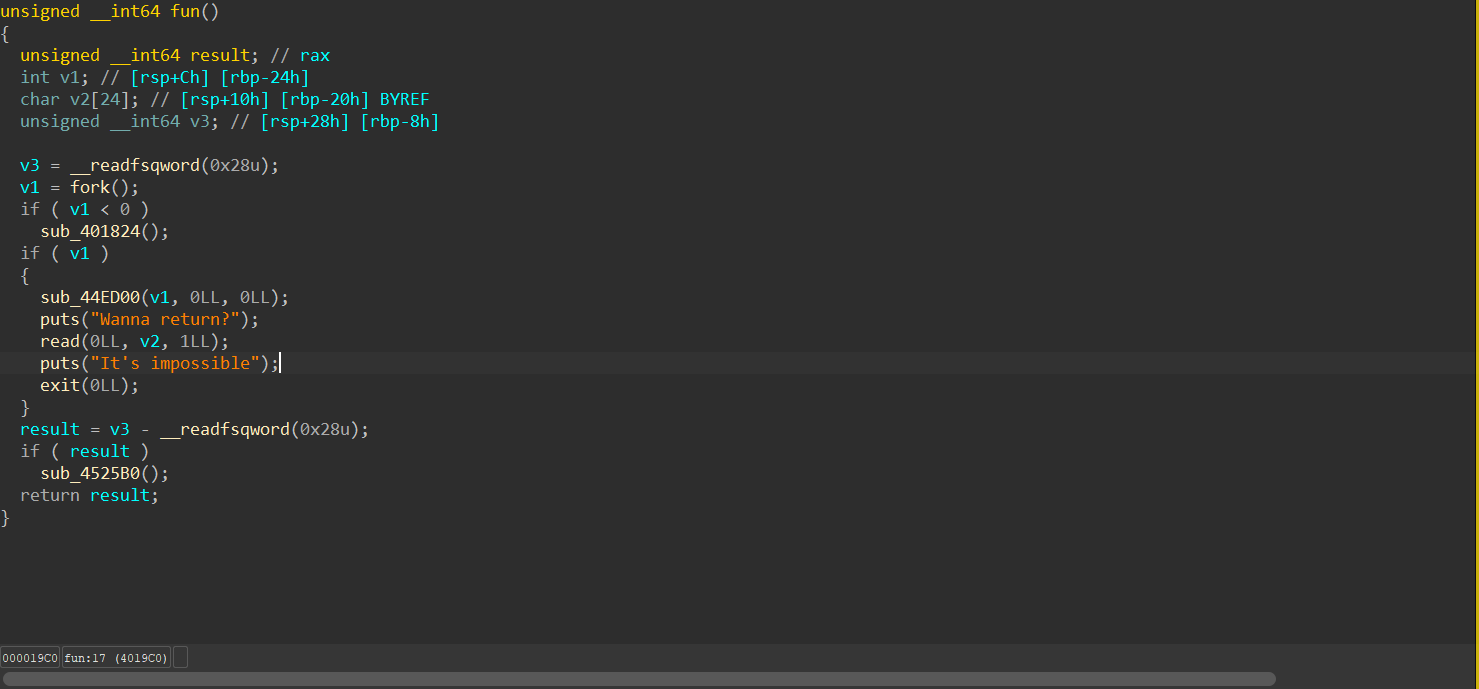 unsigned __int64 fun()
{
  unsigned __int64 result; // rax
  int v1; // [rsp+Ch] [rbp-24h]
  char v2[24]; // [rsp+10h] [rbp-20h] BYREF
  unsigned __int64 v3; // [rsp+28h] [rbp-8h]

  v3 = __readfsqword(0x28u);
  v1 = fork();
  if ( v1 < 0 )
    sub_401824();
  if ( v1 )
  {
    sub_44ED00(v1, 0LL, 0LL);
    puts("Wanna return?");
    read(0LL, v2, 1LL);
    puts("It's impossible");
    exit(0LL);
  }
  result = v3 - __readfsqword(0x28u);
  if ( result )
    sub_4525B0();
  return result;
}
000019C0 fun:17 (4019C0)